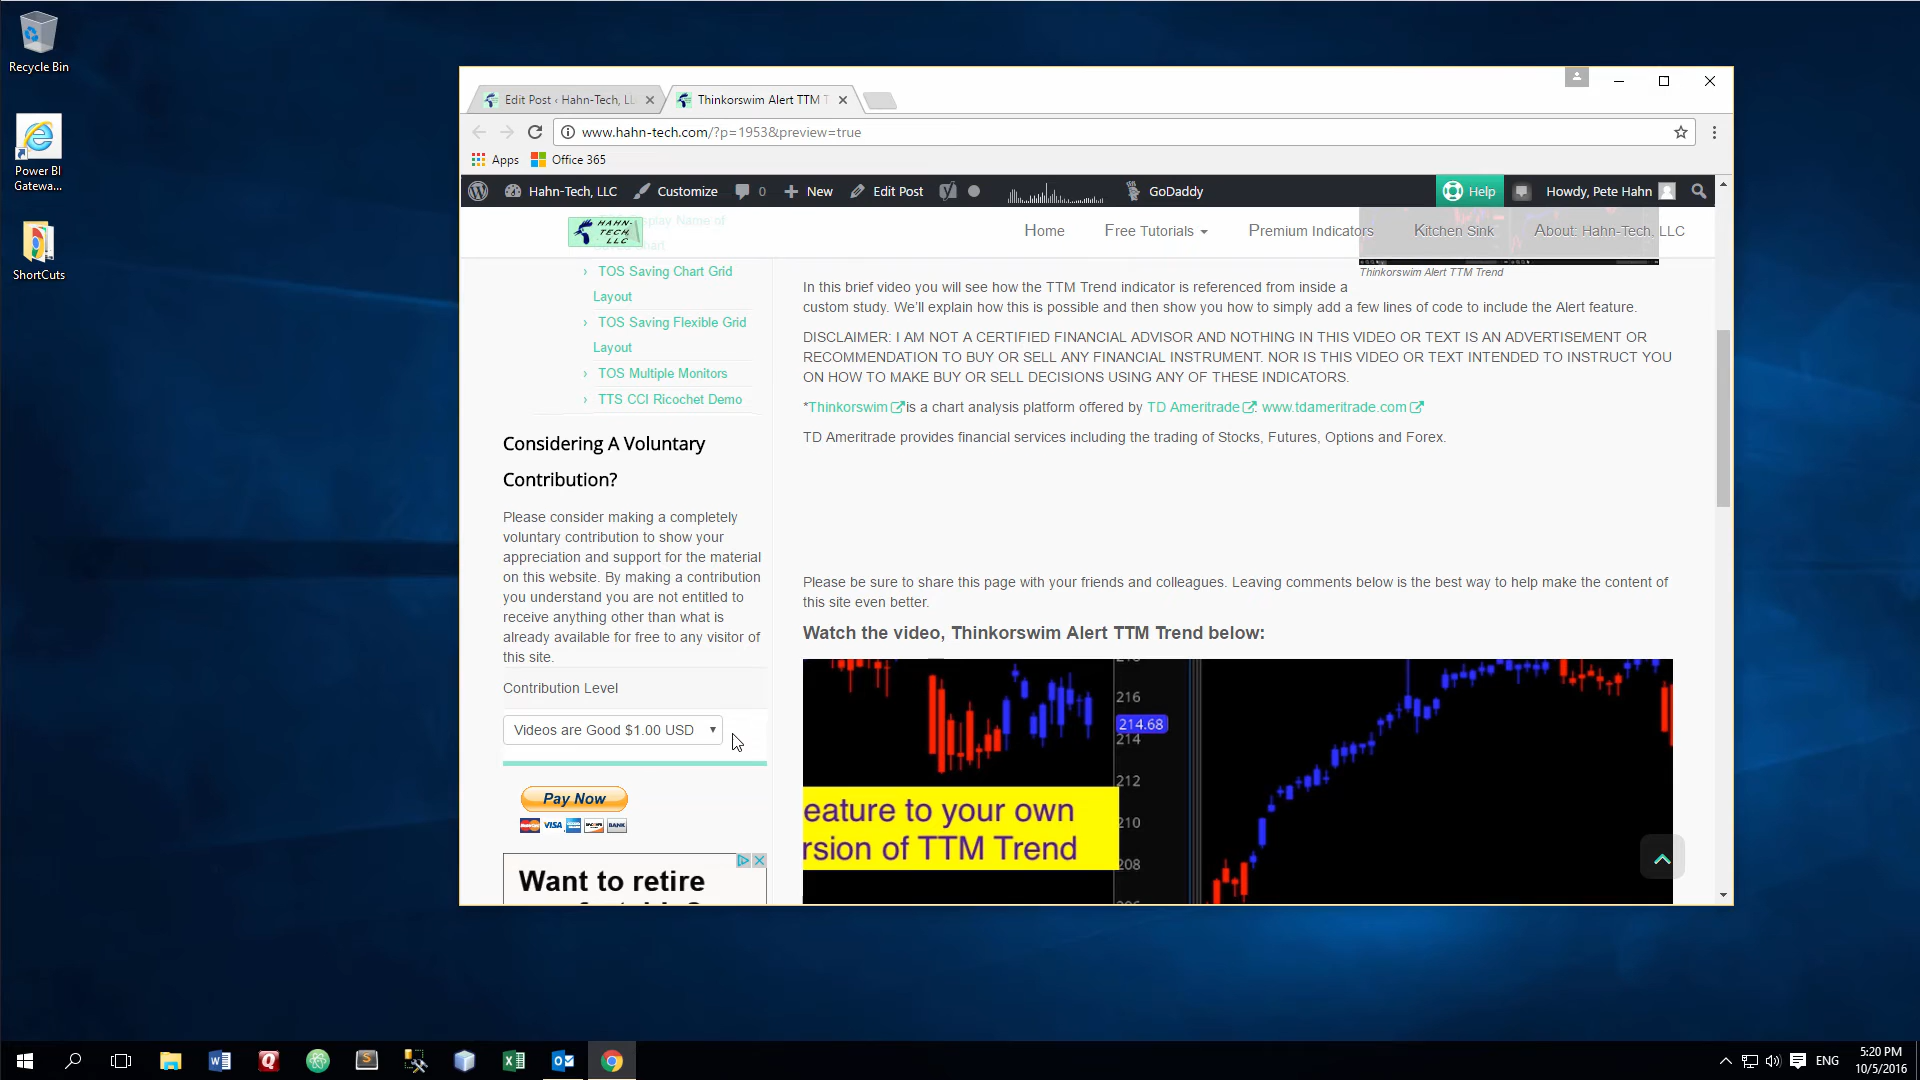 Recycle Bin
Power BI
Gatewa...
ShortCuts
Edit Post ‹ Hahn-Tech, LL
Thinkorswim Alert TTM T
www.hahn-tech.com/?p=1953&preview=true
Apps
Office 365
Hahn-Tech, LLC
Customize
0
New
Edit Post
GoDaddy
Help
Howdy, Pete Hahn
HAHN-
TECH,
LLC
Display Name of
Home
Free Tutorials
Premium Indicators
Kitchen Sink
About: Hahn-Tech, LLC
TOS Saving Chart Grid
Layout
TOS Saving Flexible Grid
Layout
TOS Multiple Monitors
TTS CCI Ricochet Demo
Considering A Voluntary
Contribution?
Please consider making a completely
voluntary contribution to show your
appreciation and support for the material
on this website. By making a contribution
you understand you are not entitled to
receive anything other than what is
already available for free to any visitor of
this site.
Contribution Level
Videos are Good $1.00 USD
Pay Now
VISA
BANK
Want to retire
Thinkorswim Alert TTM Trend
In this brief video you will see how the TTM Trend indicator is referenced from inside a
custom study. We'll explain how this is possible and then show you how to simply add a few lines of code to include the Alert feature.
DISCLAIMER: I AM NOT A CERTIFIED FINANCIAL ADVISOR AND NOTHING IN THIS VIDEO OR TEXT IS AN ADVERTISEMENT OR
RECOMMENDATION TO BUY OR SELL ANY FINANCIAL INSTRUMENT. NOR IS THIS VIDEO OR TEXT INTENDED TO INSTRUCT YOU
ON HOW TO MAKE BUY OR SELL DECISIONS USING ANY OF THESE INDICATORS.
*Thinkorswim is a chart analysis platform offered by TD Ameritrade www.tdameritrade.com
TD Ameritrade provides financial services including the trading of Stocks, Futures, Options and Forex.
Please be sure to share this page with your friends and colleagues. Leaving comments below is the best way to help make the content of
this site even better.
Watch the video, Thinkorswim Alert TTM Trend below:
216
214.68
214
212
210
208
eature to your own
rsion of TTM Trend
ENG
5:20 PM
10/5/2016